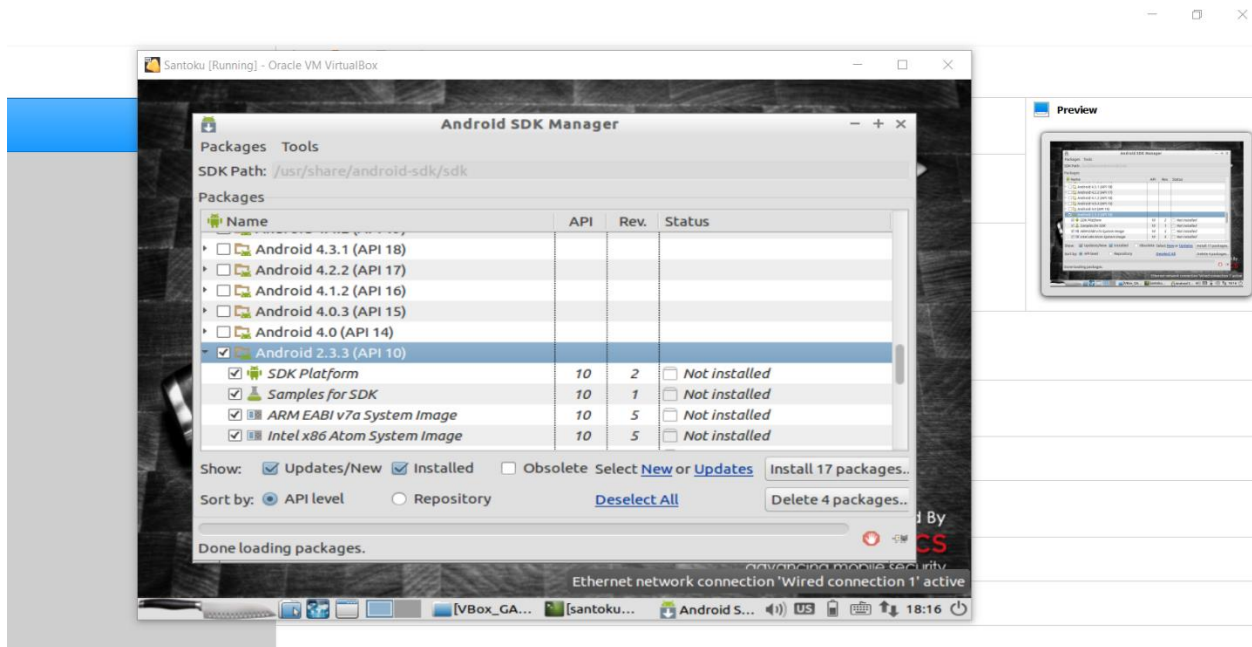 Santoku [Running] - Oracle VM VirtualBox
Preview
Android SDK Manager
Packages Tools
SDK Path: /usr/share/android-sdk/sdk
Packages
Name API Rev. Status
Android 4.3.1 (API 18)
Android 4.2.2 (API 17)
Android 4.1.2 (API 16)
Android 4.0.3 (API 15)
Android 4.0 (API 14)
Android 2.3.3 (API 10)
SDK Platform 10 2 Not installed
Samples for SDK 10 1 Not installed
ARM EABI v7a System Image 10 5 Not installed
Intel x86 Atom System Image 10 5 Not installed
Show: Updates/New Installed Obsolete Select New or Updates Install 17 packages..
Sort by: API level Repository Deselect All Delete 4 packages..
d By
CS
Done loading packages.
advancing mobile security
Ethernet network connection 'Wired connection 1' active
[VBox_GA... [santoku... Android S... US 18:16